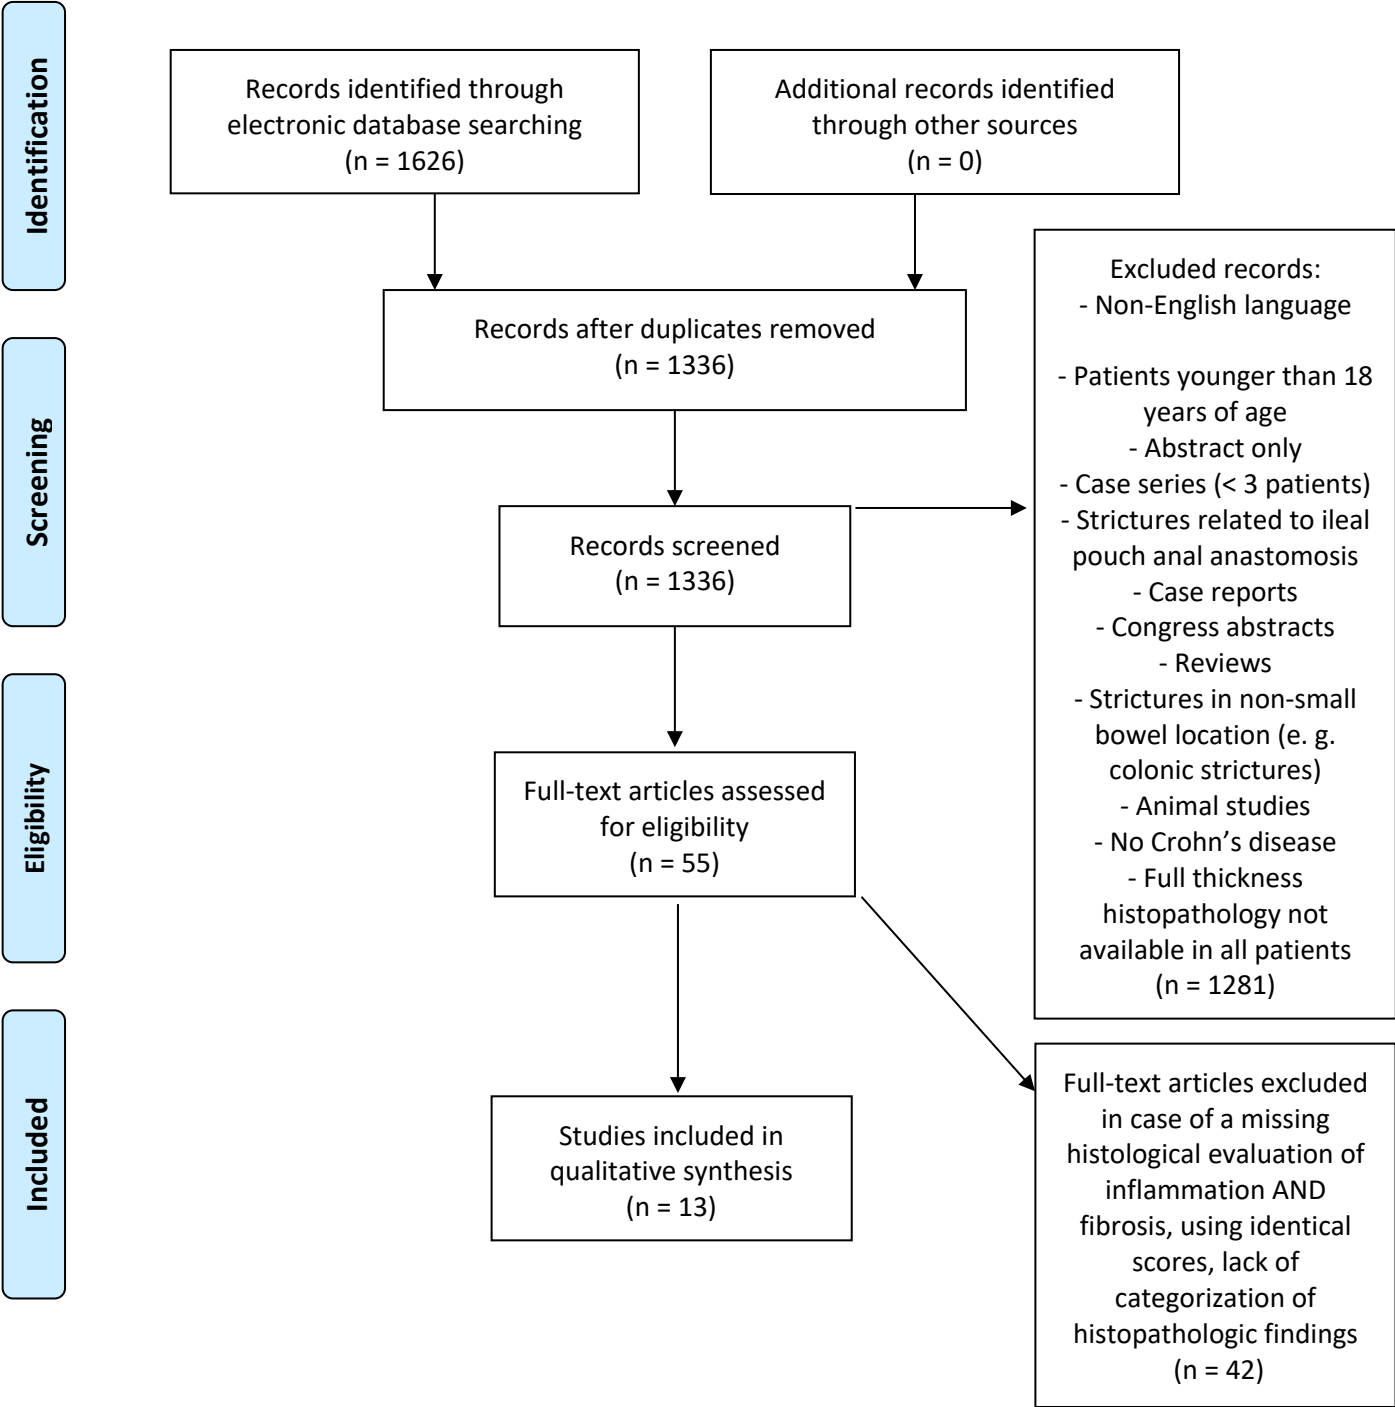 Identification
Records identified through
electronic database searching
(n = 1626)
Additional records identified
through other sources
(n = 0)
Records after duplicates removed
(n = 1336)
Screening
Records screened
(n = 1336)
Excluded records:
- Non-English language
- Patients younger than 18
years of age
- Abstract only
- Case series (< 3 patients)
- Strictures related to ileal
pouch anal anastomosis
- Case reports
- Congress abstracts
- Reviews
- Strictures in non-small
bowel location (e. g.
colonic strictures)
- Animal studies
- No Crohn’s disease
- Full thickness
histopathology not
available in all patients
(n = 1281)
Eligibility
Full-text articles assessed
for eligibility
(n = 55)
Full-text articles excluded
in case of a missing
histological evaluation of
inflammation AND
fibrosis, using identical
scores, lack of
categorization of
histopathologic findings
(n = 42)
Included
Studies included in
qualitative synthesis
(n = 13)